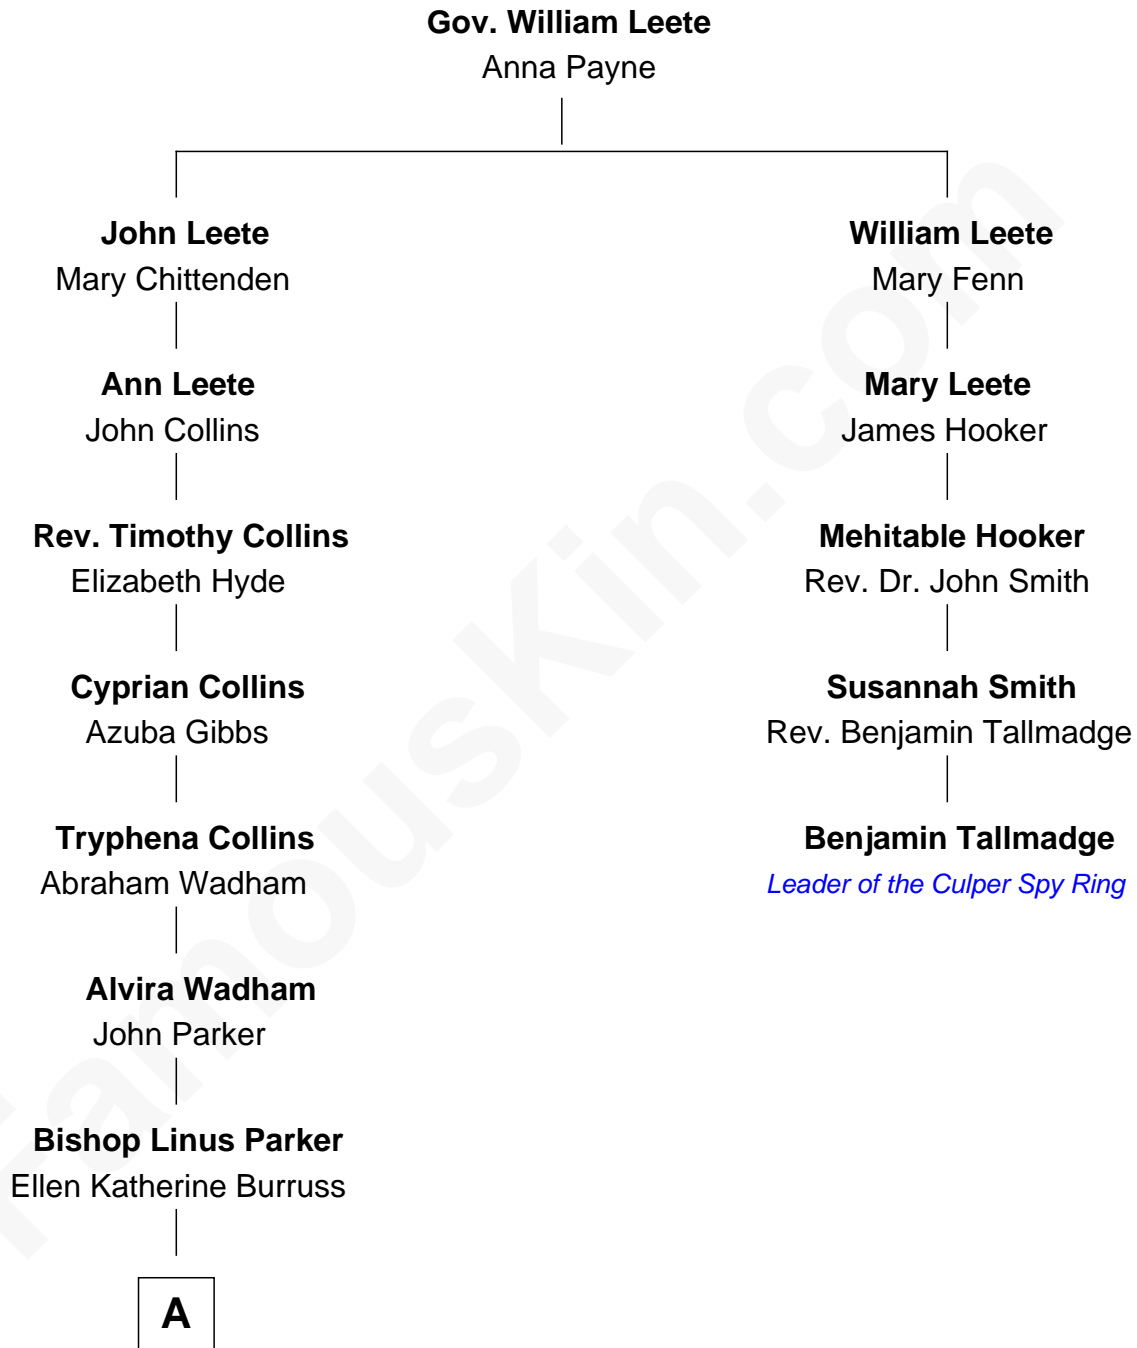 Gov. William Leete
Anna Payne
John Leete
Mary Chittenden
William Leete
Mary Fenn
Ann Leete
John Collins
Mary Leete
James Hooker
Rev. Timothy Collins
Elizabeth Hyde
Mehitable Hooker
Rev. Dr. John Smith
Cyprian Collins
Azuba Gibbs
Susannah Smith
Rev. Benjamin Tallmadge
Tryphena Collins
Abraham Wadham
Benjamin Tallmadge
Leader of the Culper Spy Ring
Alvira Wadham
John Parker
Bishop Linus Parker
Ellen Katherine Burruss
A
FamousKin.com